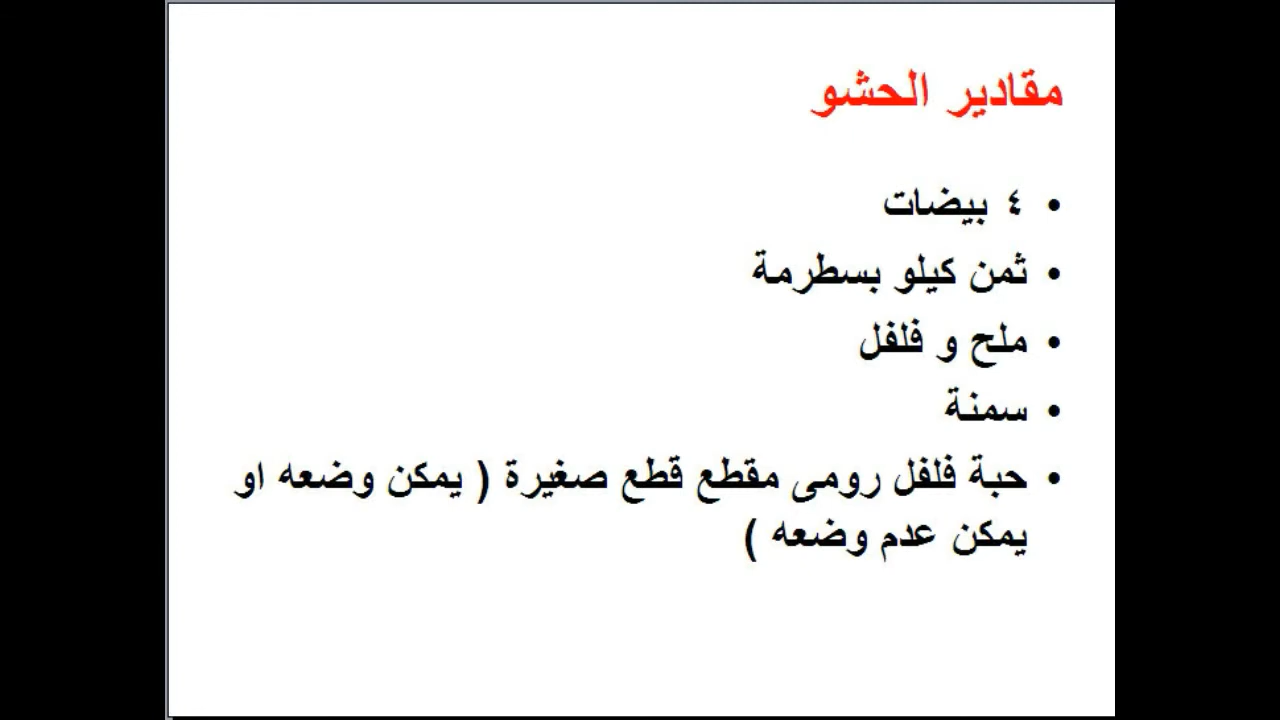 مقادير الحشو
• ٤ بيضات
• ثمن كيلو بسطرمة
• ملح و فلفل
• سمنة
• حبة فلفل رومى مقطع قطع صغيرة ( يمكن وضعه او
يمكن عدم وضعه )